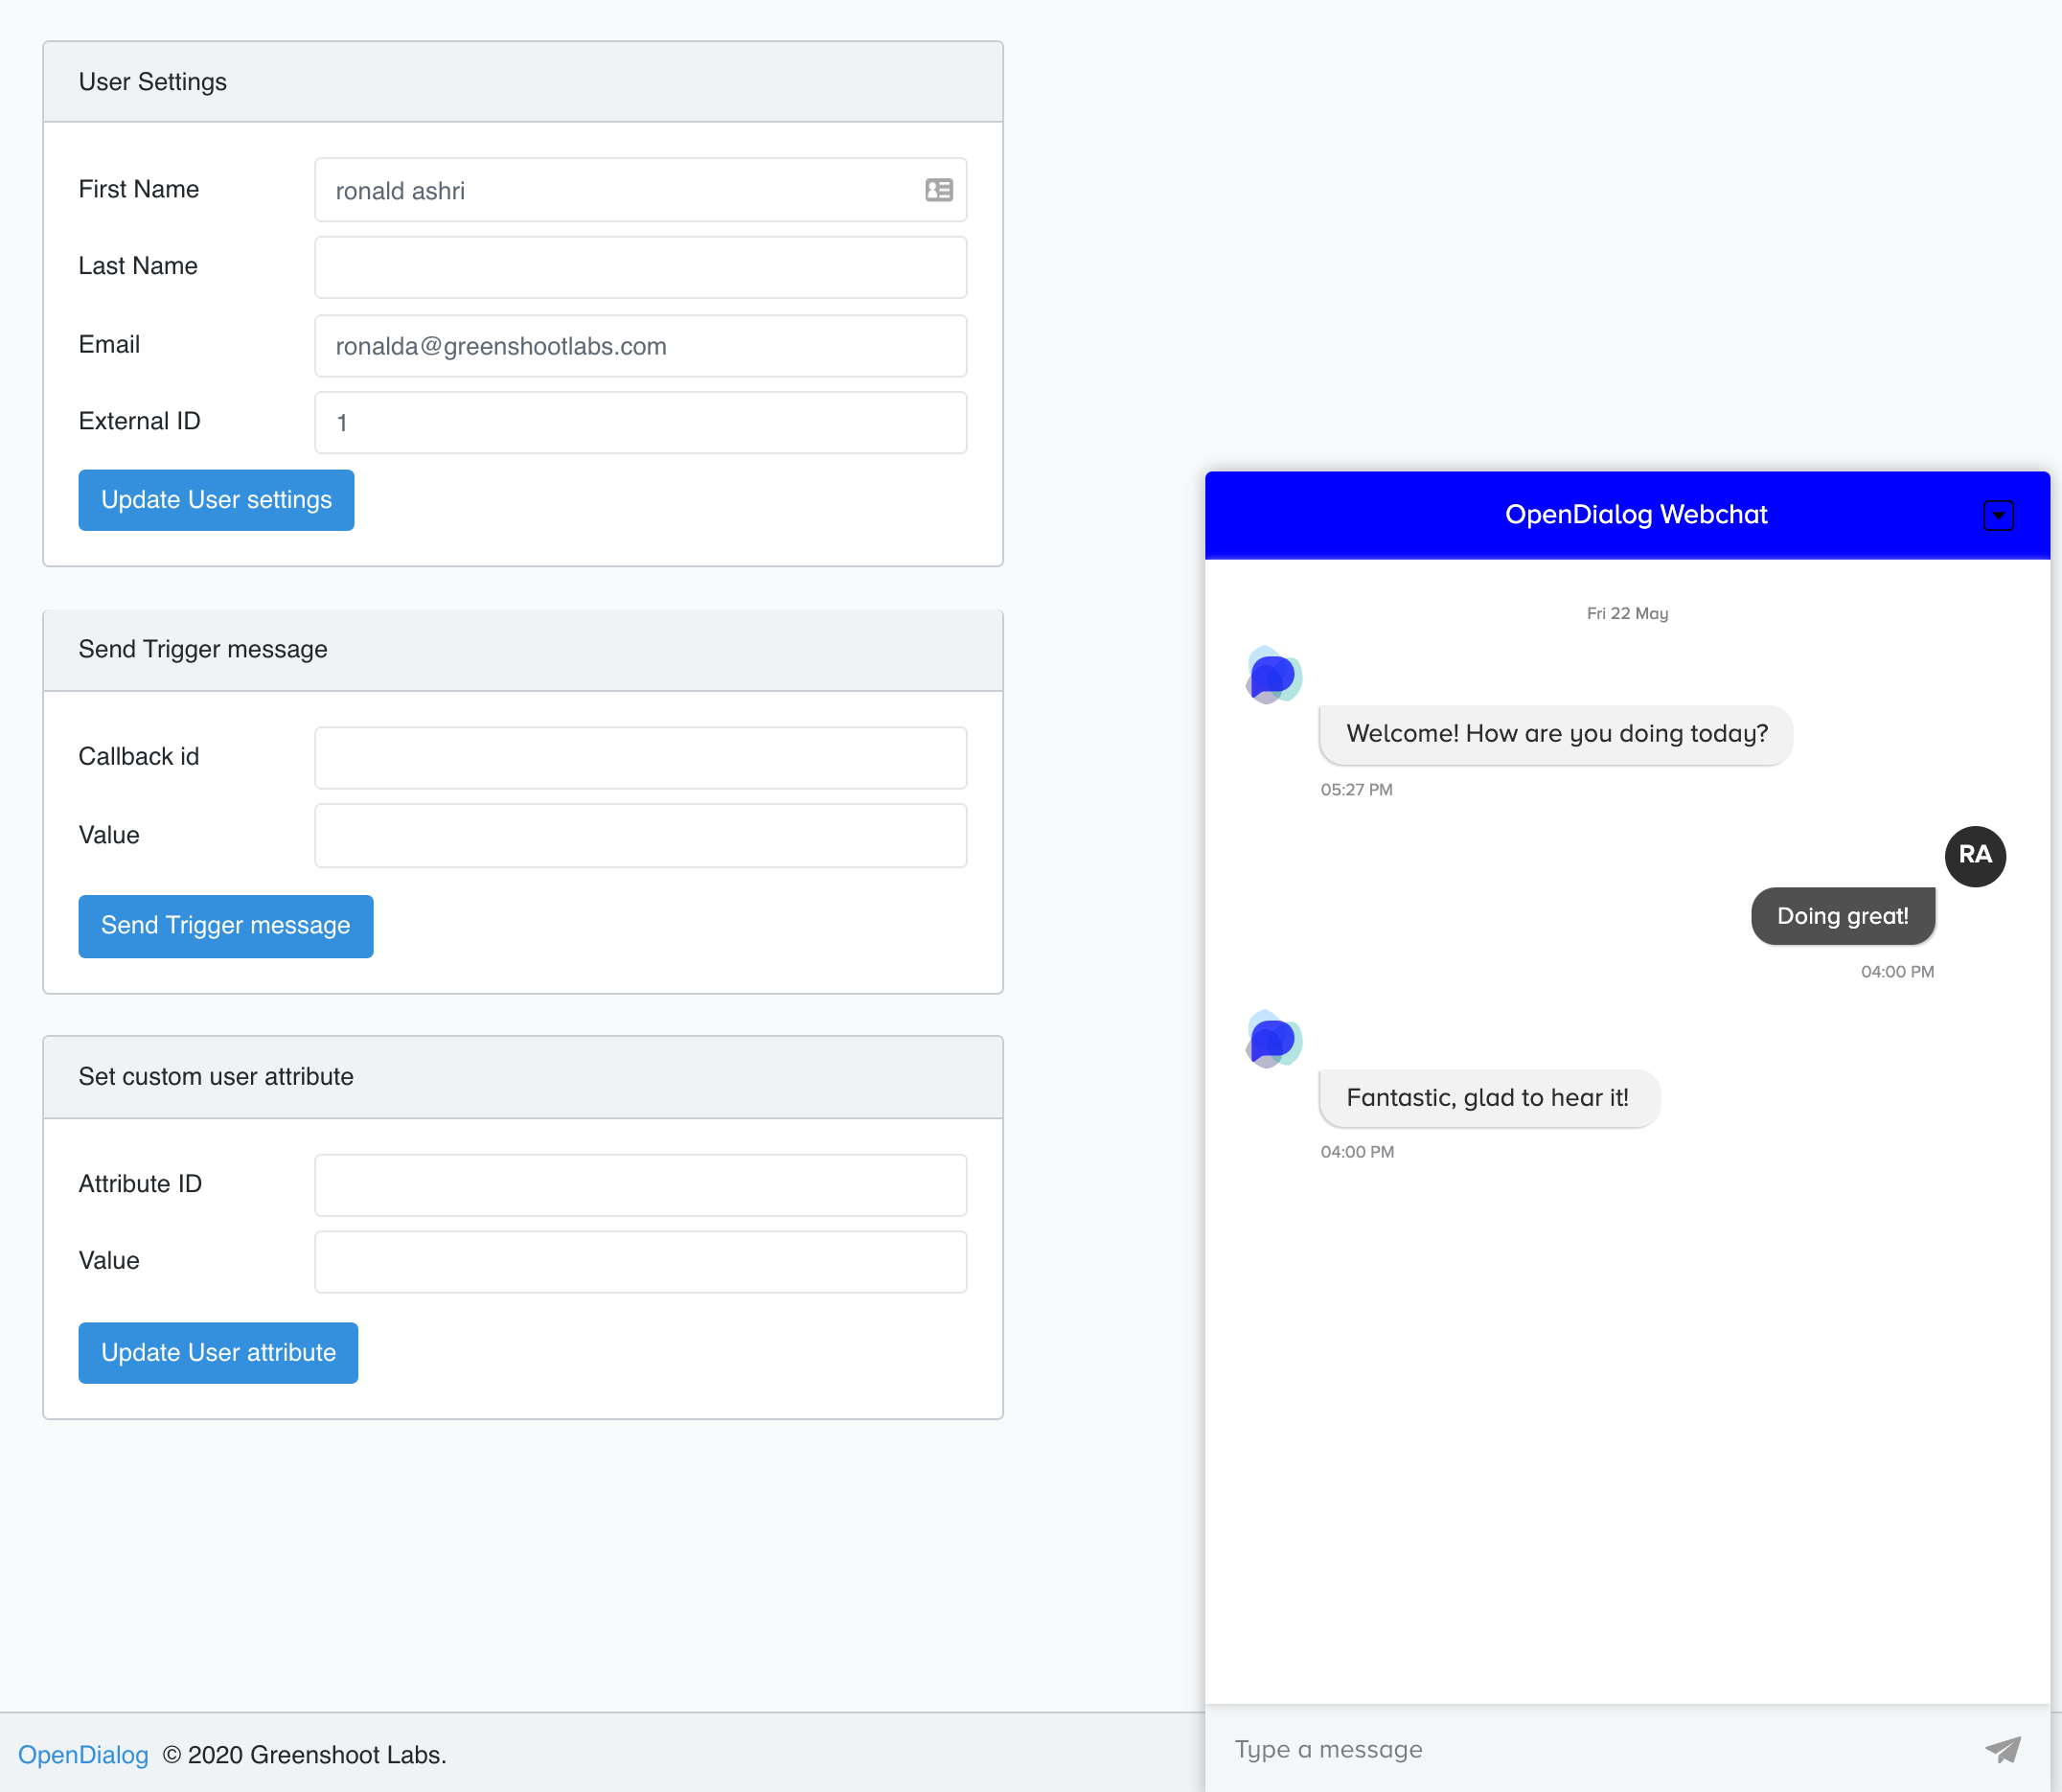 User Settings
First Name
ronald ashri
Last Name
Email
ronalda@greenshootlabs.com
External ID
1
Update User settings
Send Trigger message
Callback id
Value
Send Trigger message
Set custom user attribute
Attribute ID
Value
Update User attribute
OpenDialog Webchat
Fri 22 May
Welcome! How are you doing today?
05:27 PM
RA
Doing great!
04:00 PM
Fantastic, glad to hear it!
04:00 PM
Type a message
OpenDialog © 2020 Greenshoot Labs.